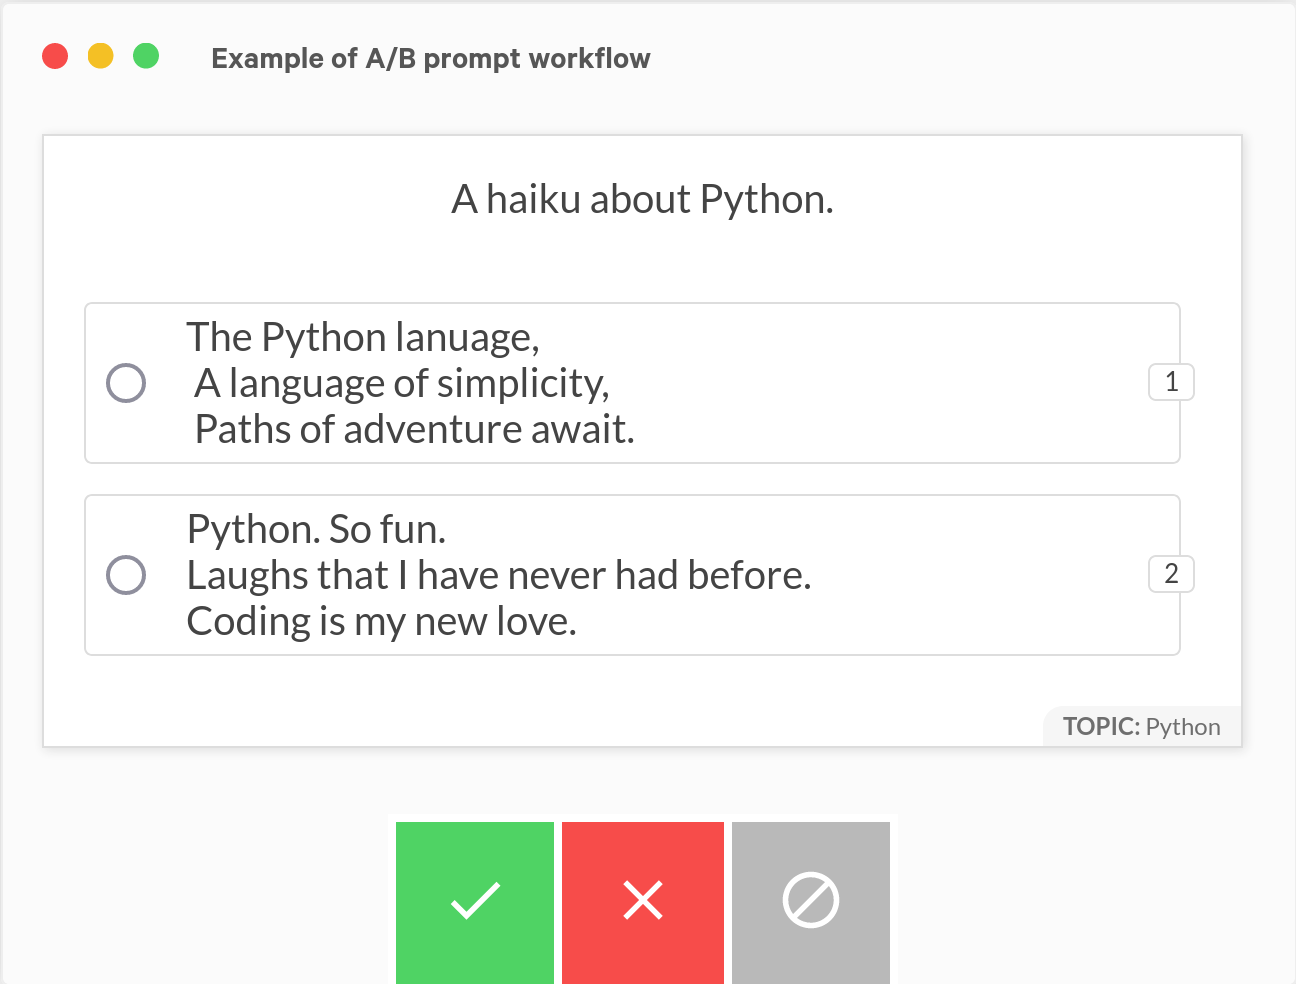 Example of A/B prompt workflow
A haiku about Python.
The Python lanuage,
A language of simplicity,
Paths of adventure await.
1
Python. So fun.
Laughs that I have never had before.
Coding is my new love.
2
TOPIC: Python